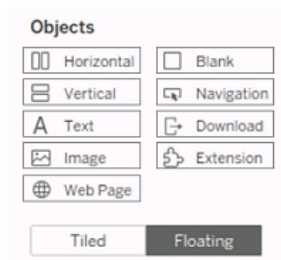 Objects
Horizontal Blank
Vertical Navigation
A Text Download
Image Extension
Web Page
Tiled Floating